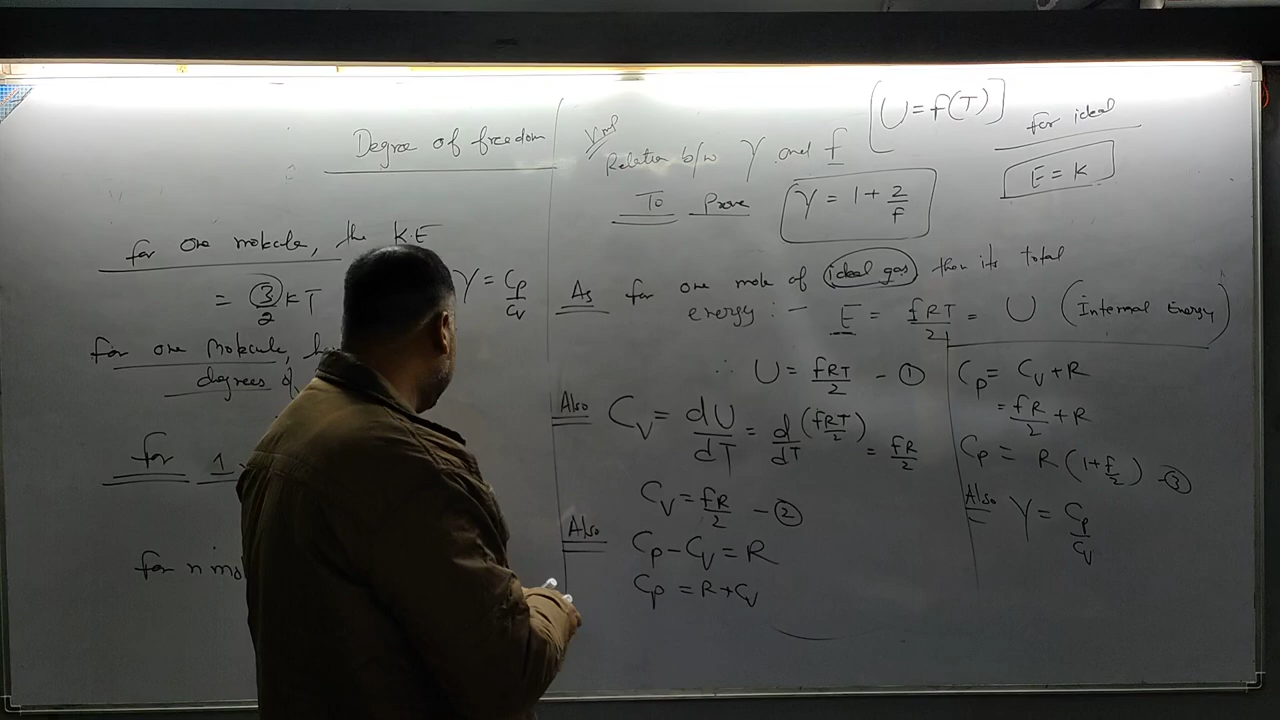 Degree of freedom
for one molecule, the K.E
= 3/2 KT
for one molecule,
degrees
for 1
for n
γ = Cp/Cv
Relation b/w γ and f
[U = f(T)]
for ideal
E = K
To Prove γ = 1 + 2/f
As for one mole of ideal gas then its total
energy : – E = fRT/2 = U (Internal Energy)
∴ U = fRT/2 – ①
Also Cv = dU/dT = d/dT (fRT/2) = fR/2
Cv = fR/2 – ②
Also Cp – Cv = R
Cp = R + Cv
Cp = Cv + R
= fR/2 + R
Cp = R (1 + f/2) – ③
Also γ = Cp/Cv